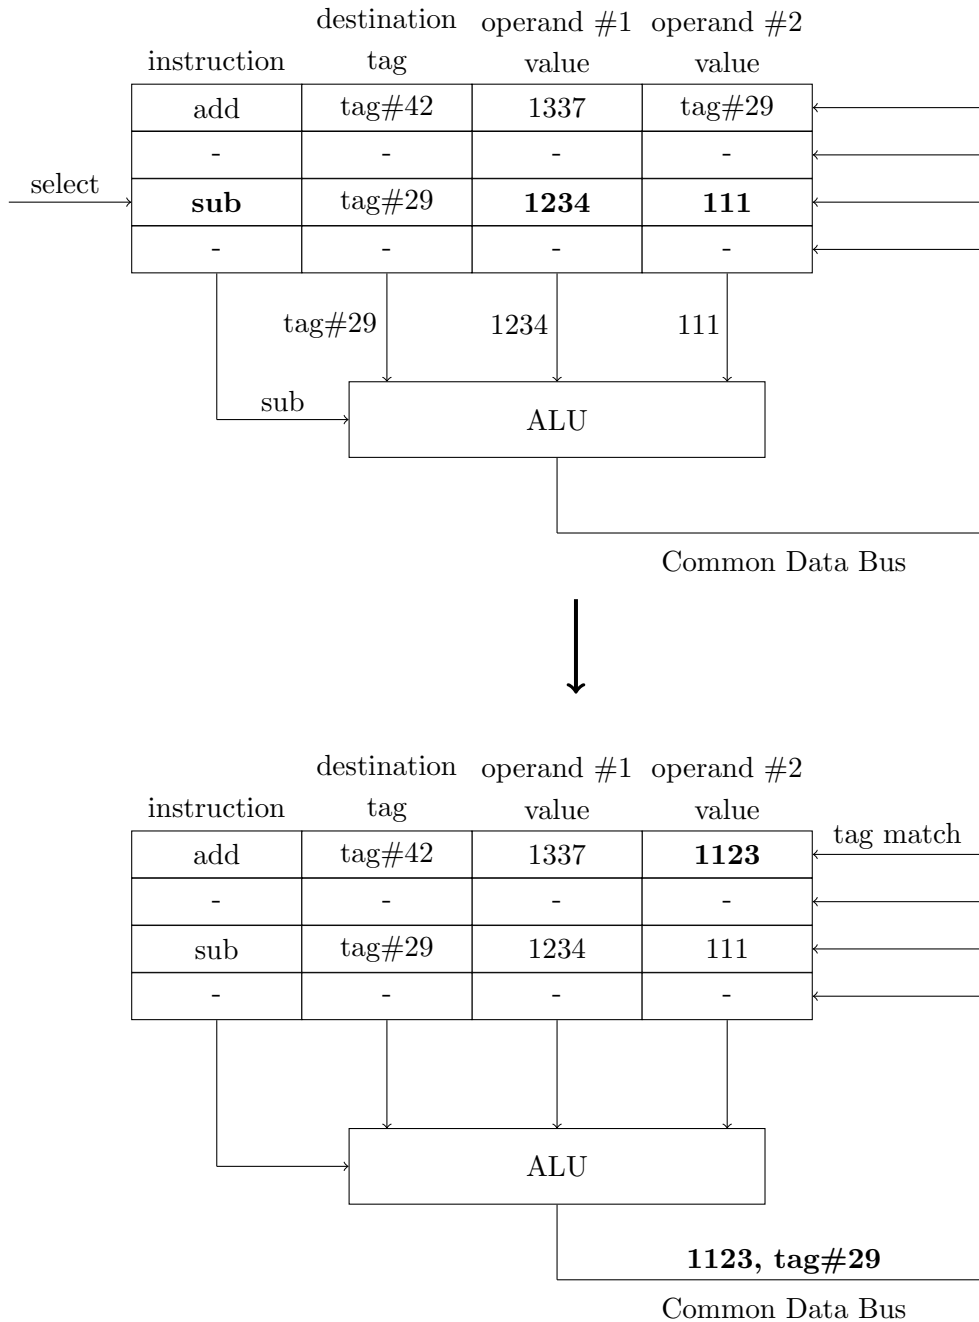 destination operand #1 operand #2
instruction tag value value
add tag#42 1337 tag#29
- - - -
select sub tag#29 1234 111
- - - -
tag#29 1234 111
sub ALU
Common Data Bus
destination operand #1 operand #2
instruction tag value value
tag match
add tag#42 1337 1123
- - - -
sub tag#29 1234 111
- - - -
ALU
1123, tag#29
Common Data Bus